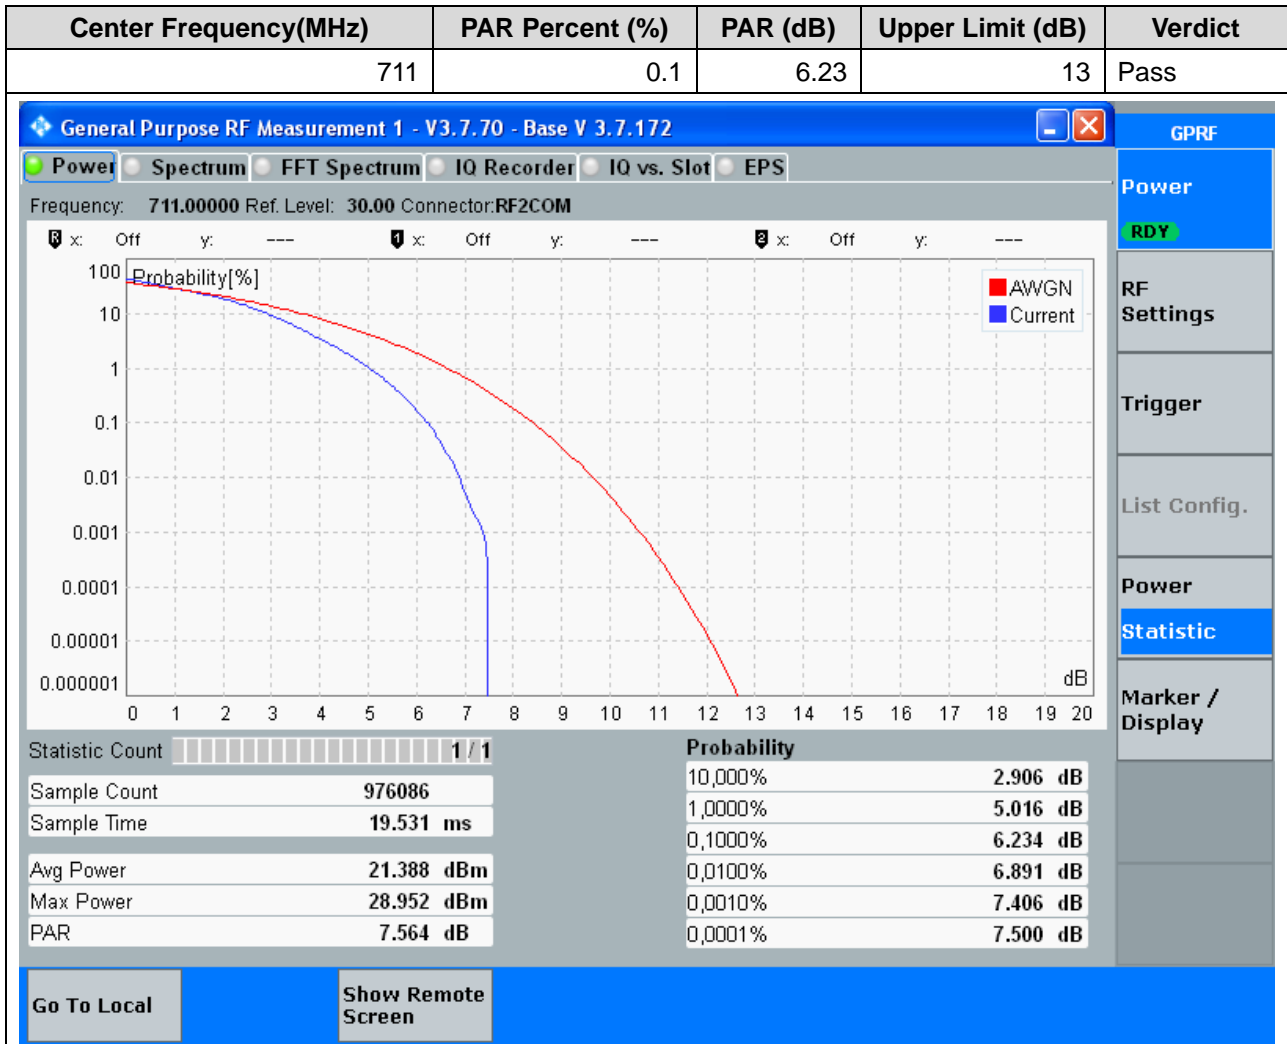 Center Frequency(MHz) PAR Percent (%) PAR (dB) Upper Limit (dB) Verdict
711 0.1 6.23 13 Pass
General Purpose RF Measurement 1 - V3.7.70 - Base V 3.7.172
GPRF
Power Spectrum FFT Spectrum IQ Recorder IQ vs. Slot EPS
Power
RDY
Frequency: 711.00000 Ref. Level: 30.00 Connector:RF2COM
R x: Off y: --- 1 x: Off y: --- 2 x: Off y: ---
Probability[%]
AWGN
Current
100
10
1
0.1
0.01
0.001
0.0001
0.00001
0.000001
dB
0 1 2 3 4 5 6 7 8 9 10 11 12 13 14 15 16 17 18 19 20
RF
Settings
Trigger
List Config.
Power
Statistic
Marker /
Display
Statistic Count 1 / 1
Sample Count 976086
Sample Time 19.531 ms
Avg Power 21.388 dBm
Max Power 28.952 dBm
PAR 7.564 dB
Probability
10,000% 2.906 dB
1,0000% 5.016 dB
0,1000% 6.234 dB
0,0100% 6.891 dB
0,0010% 7.406 dB
0,0001% 7.500 dB
Go To Local
Show Remote
Screen